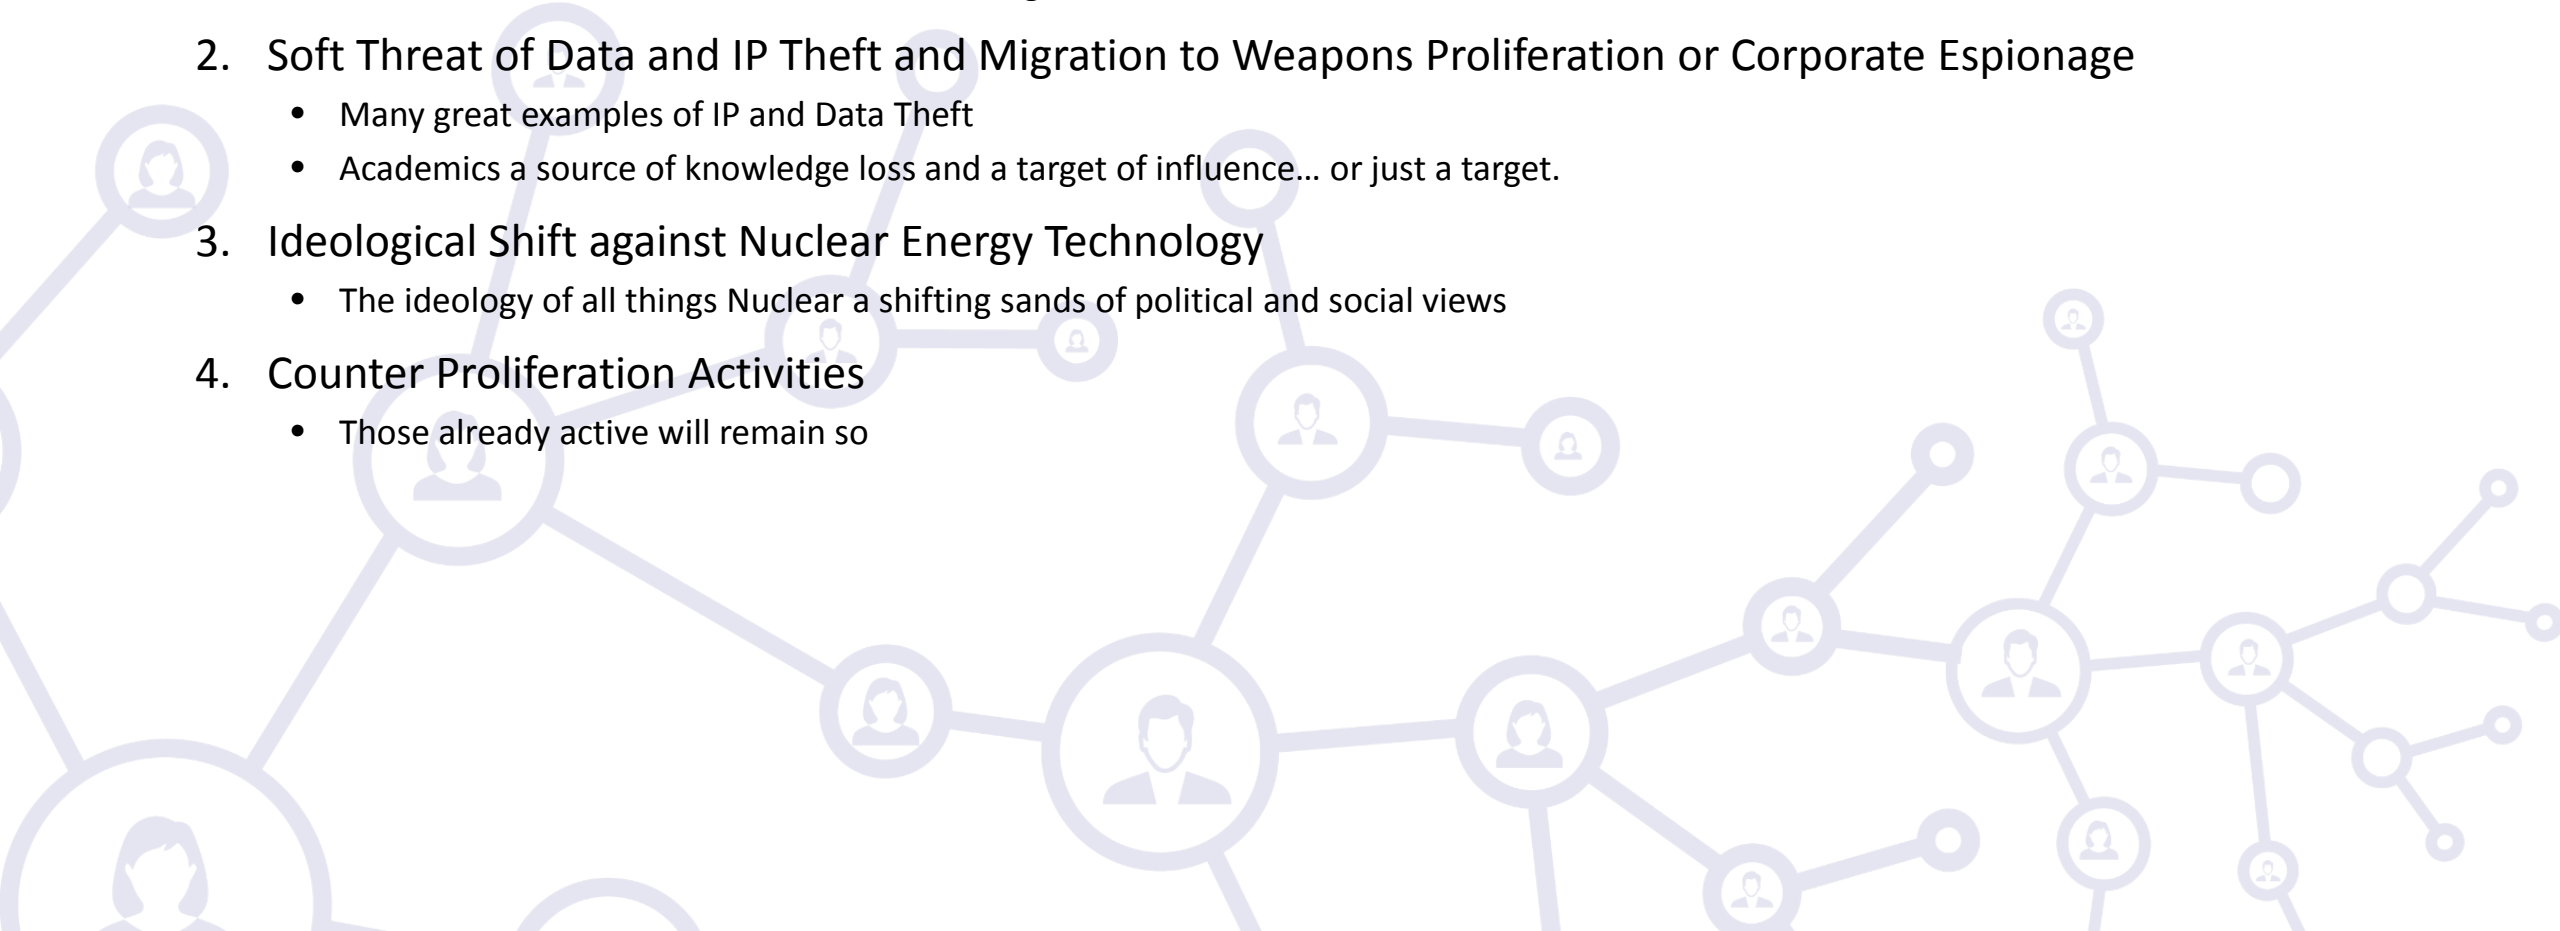 2. Soft Threat of Data and IP Theft and Migration to Weapons Proliferation or Corporate Espionage
• Many great examples of IP and Data Theft
• Academics a source of knowledge loss and a target of influence… or just a target.
3. Ideological Shift against Nuclear Energy Technology
• The ideology of all things Nuclear a shifting sands of political and social views
4. Counter Proliferation Activities
• Those already active will remain so